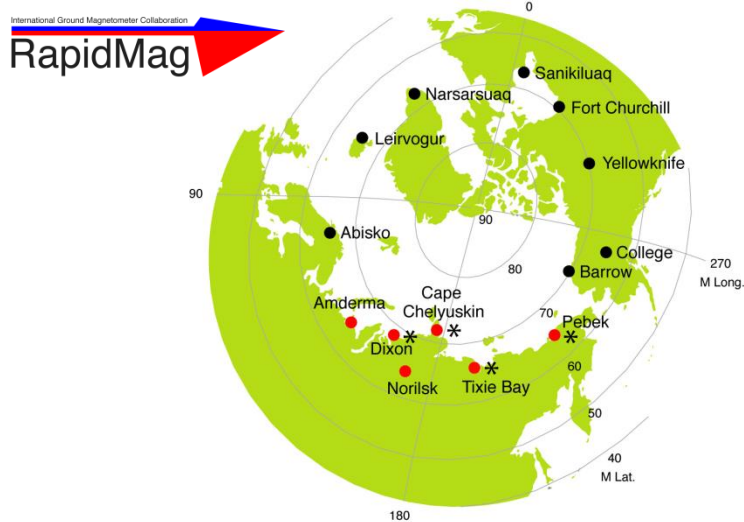 International Ground Magnetometer Collaboration
RapidMag
0
Sanikiluaq
Narsarsuaq
Fort Churchill
Leirvogur
Yellowknife
90
90
Abisko
College
80
Barrow
270
M Long.
Cape
Chelyuskin
Amderma
70
Pebek
*
*
Dixon
*
60
*
Norilsk
Tixie Bay
50
40
M Lat.
180